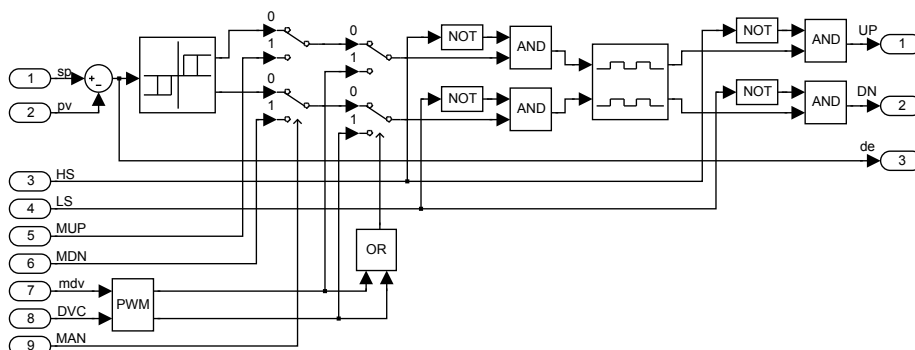 0
0
NOT
NOT
UP
1
1
AND
AND
1
sp
+
−
0
0
1
1
NOT
NOT
DN
2
pv
AND
AND
2
de
3
3
HS
4
LS
5
MUP
6
MDN
OR
7
mdv
PWM
8
DVC
9
MAN